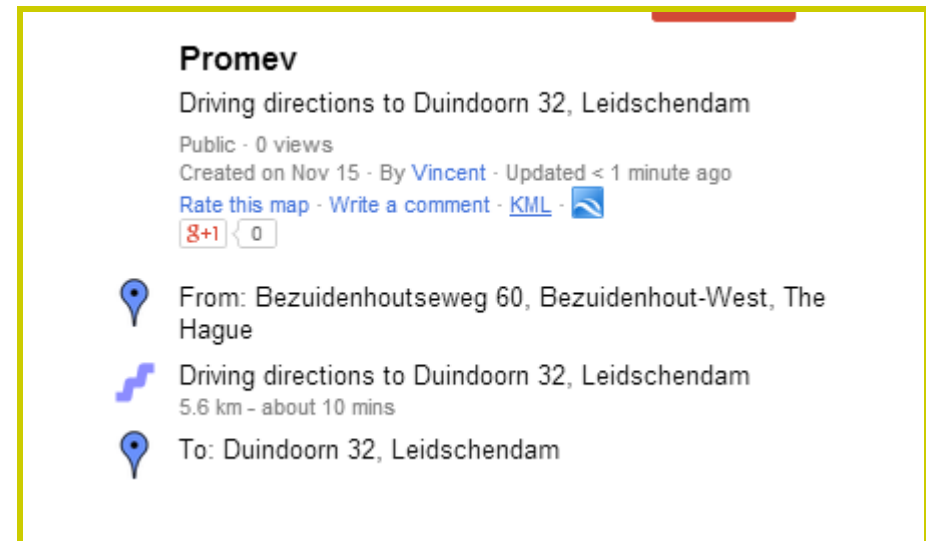 Promev
Driving directions to Duindoorn 32, Leidschendam
Public · 0 views
Created on Nov 15 · By Vincent · Updated < 1 minute ago
Rate this map · Write a comment · KML ·
g+1 0
From: Bezuidenhoutseweg 60, Bezuidenhout-West, The
Hague
Driving directions to Duindoorn 32, Leidschendam
5.6 km – about 10 mins
To: Duindoorn 32, Leidschendam